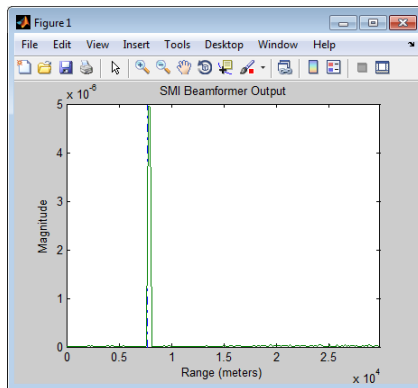 Figure 1
File Edit View Insert Tools Desktop Window Help
x 10^-6
SMI Beamformer Output
5
4
3
2
1
0
Magnitude
0 0.5 1 1.5 2 2.5
Range (meters)
x 10^4